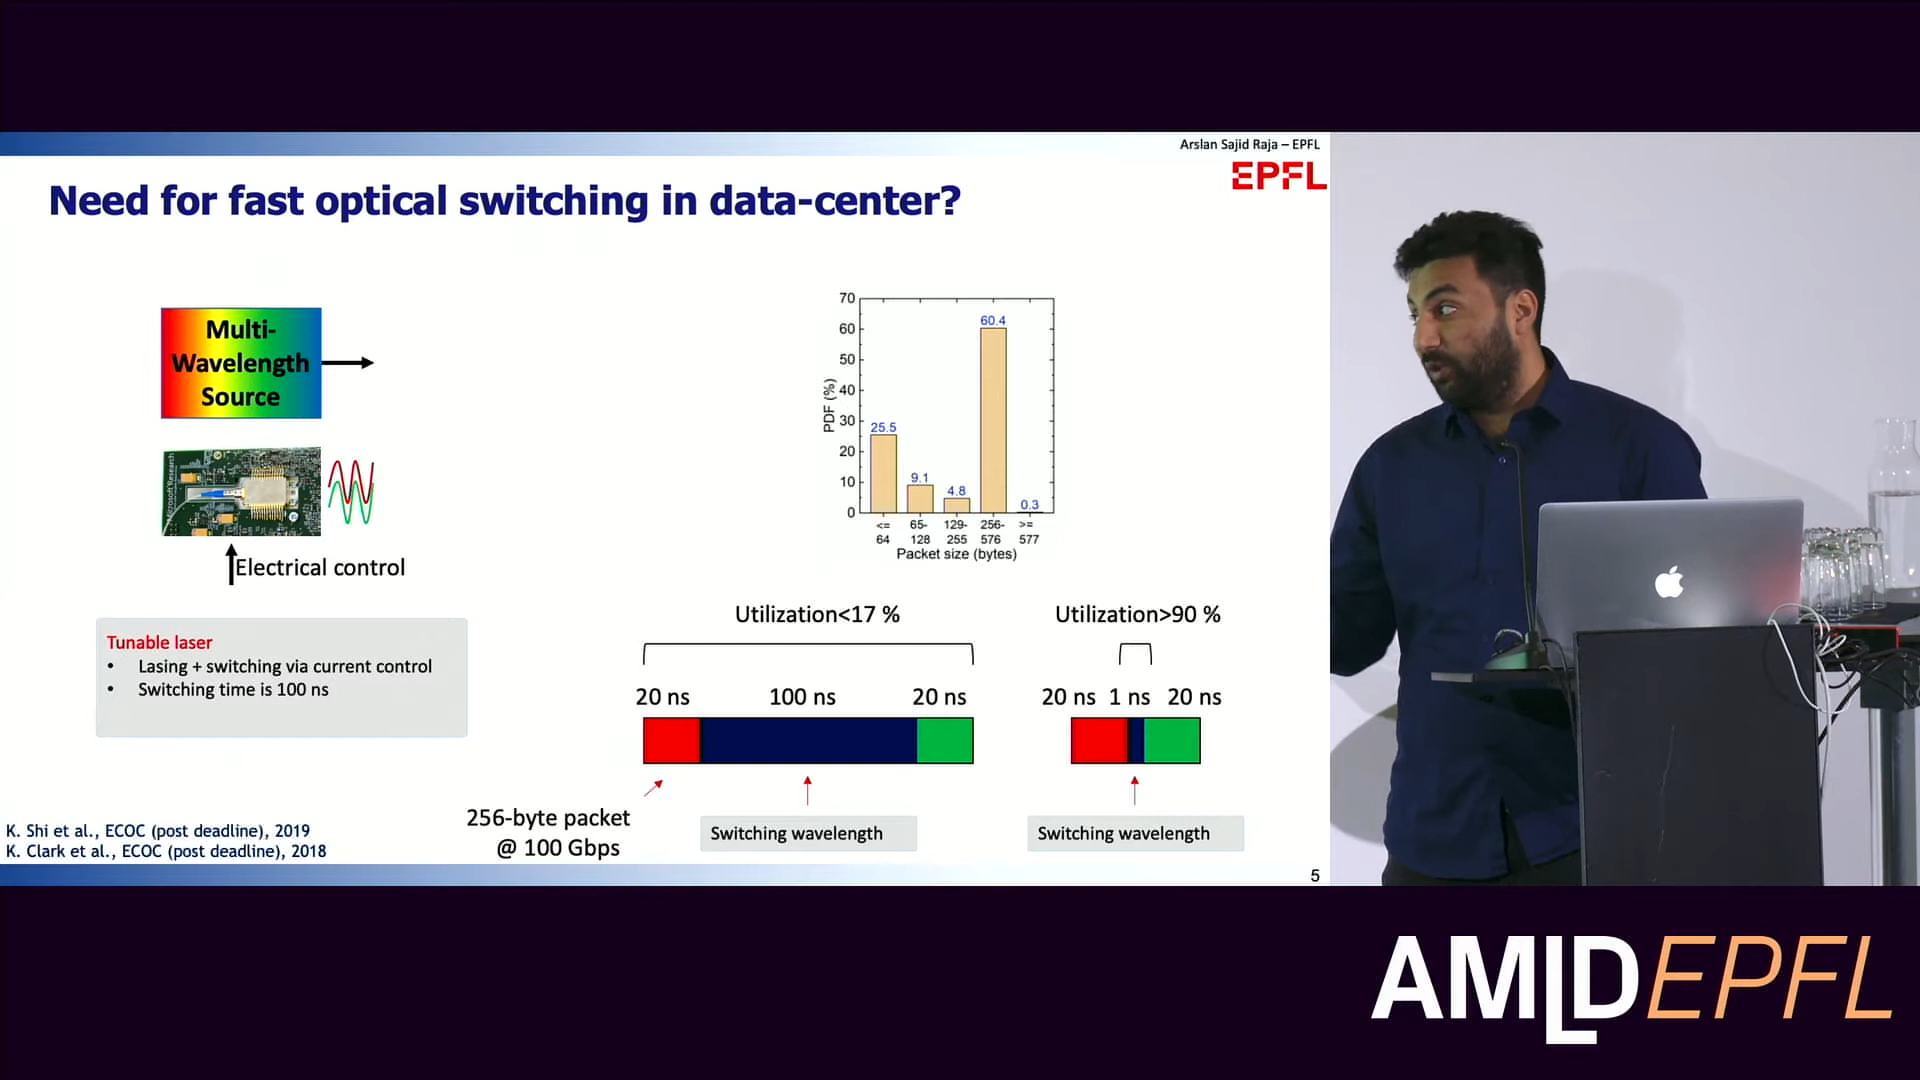 Arslan Sajid Raja – EPFL
EPFL
Need for fast optical switching in data-center?
Multi-
Wavelength
Source
Microsoft Research
Electrical control
Tunable laser
• Lasing + switching via current control
• Switching time is 100 ns
K. Shi et al., ECOC (post deadline), 2019
K. Clark et al., ECOC (post deadline), 2018
PDF (%)
70
60
50
40
30
20
10
0
25.5
9.1
4.8
60.4
0.3
<= 65- 129- 256- >=
64 128 255 576 577
Packet size (bytes)
Utilization<17 %
20 ns 100 ns 20 ns
256-byte packet
@ 100 Gbps
Switching wavelength
Utilization>90 %
20 ns 1 ns 20 ns
Switching wavelength
5
AMLDEPFL